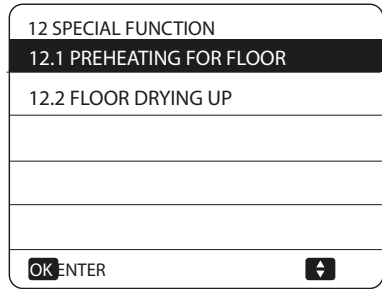 12 SPECIAL FUNCTION
12.1 PREHEATING FOR FLOOR
12.2 FLOOR DRYING UP
OK ENTER